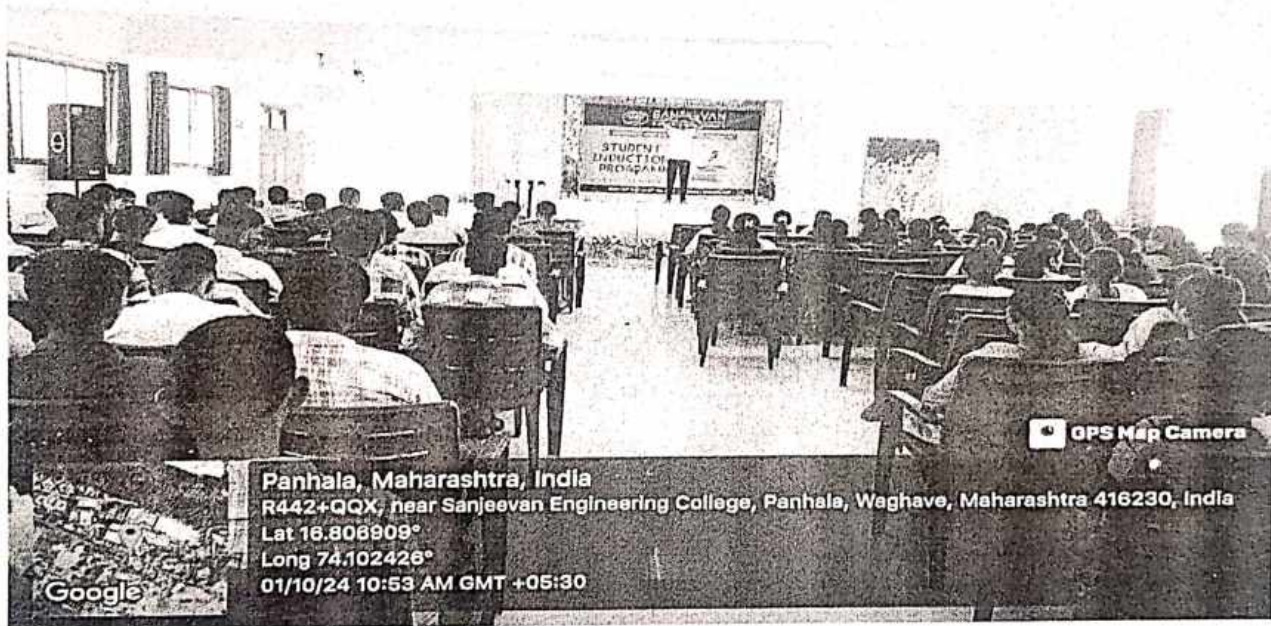 SANJEEVAN
STUDENT
INDUCTION
PROGRAM
GPS Map Camera
Panhala, Maharashtra, India
R442+QQX, near Sanjeevan Engineering College, Panhala, Waghave, Maharashtra 416230, India
Lat 16.806909°
Long 74.102426°
01/10/24 10:53 AM GMT +05:30
Google